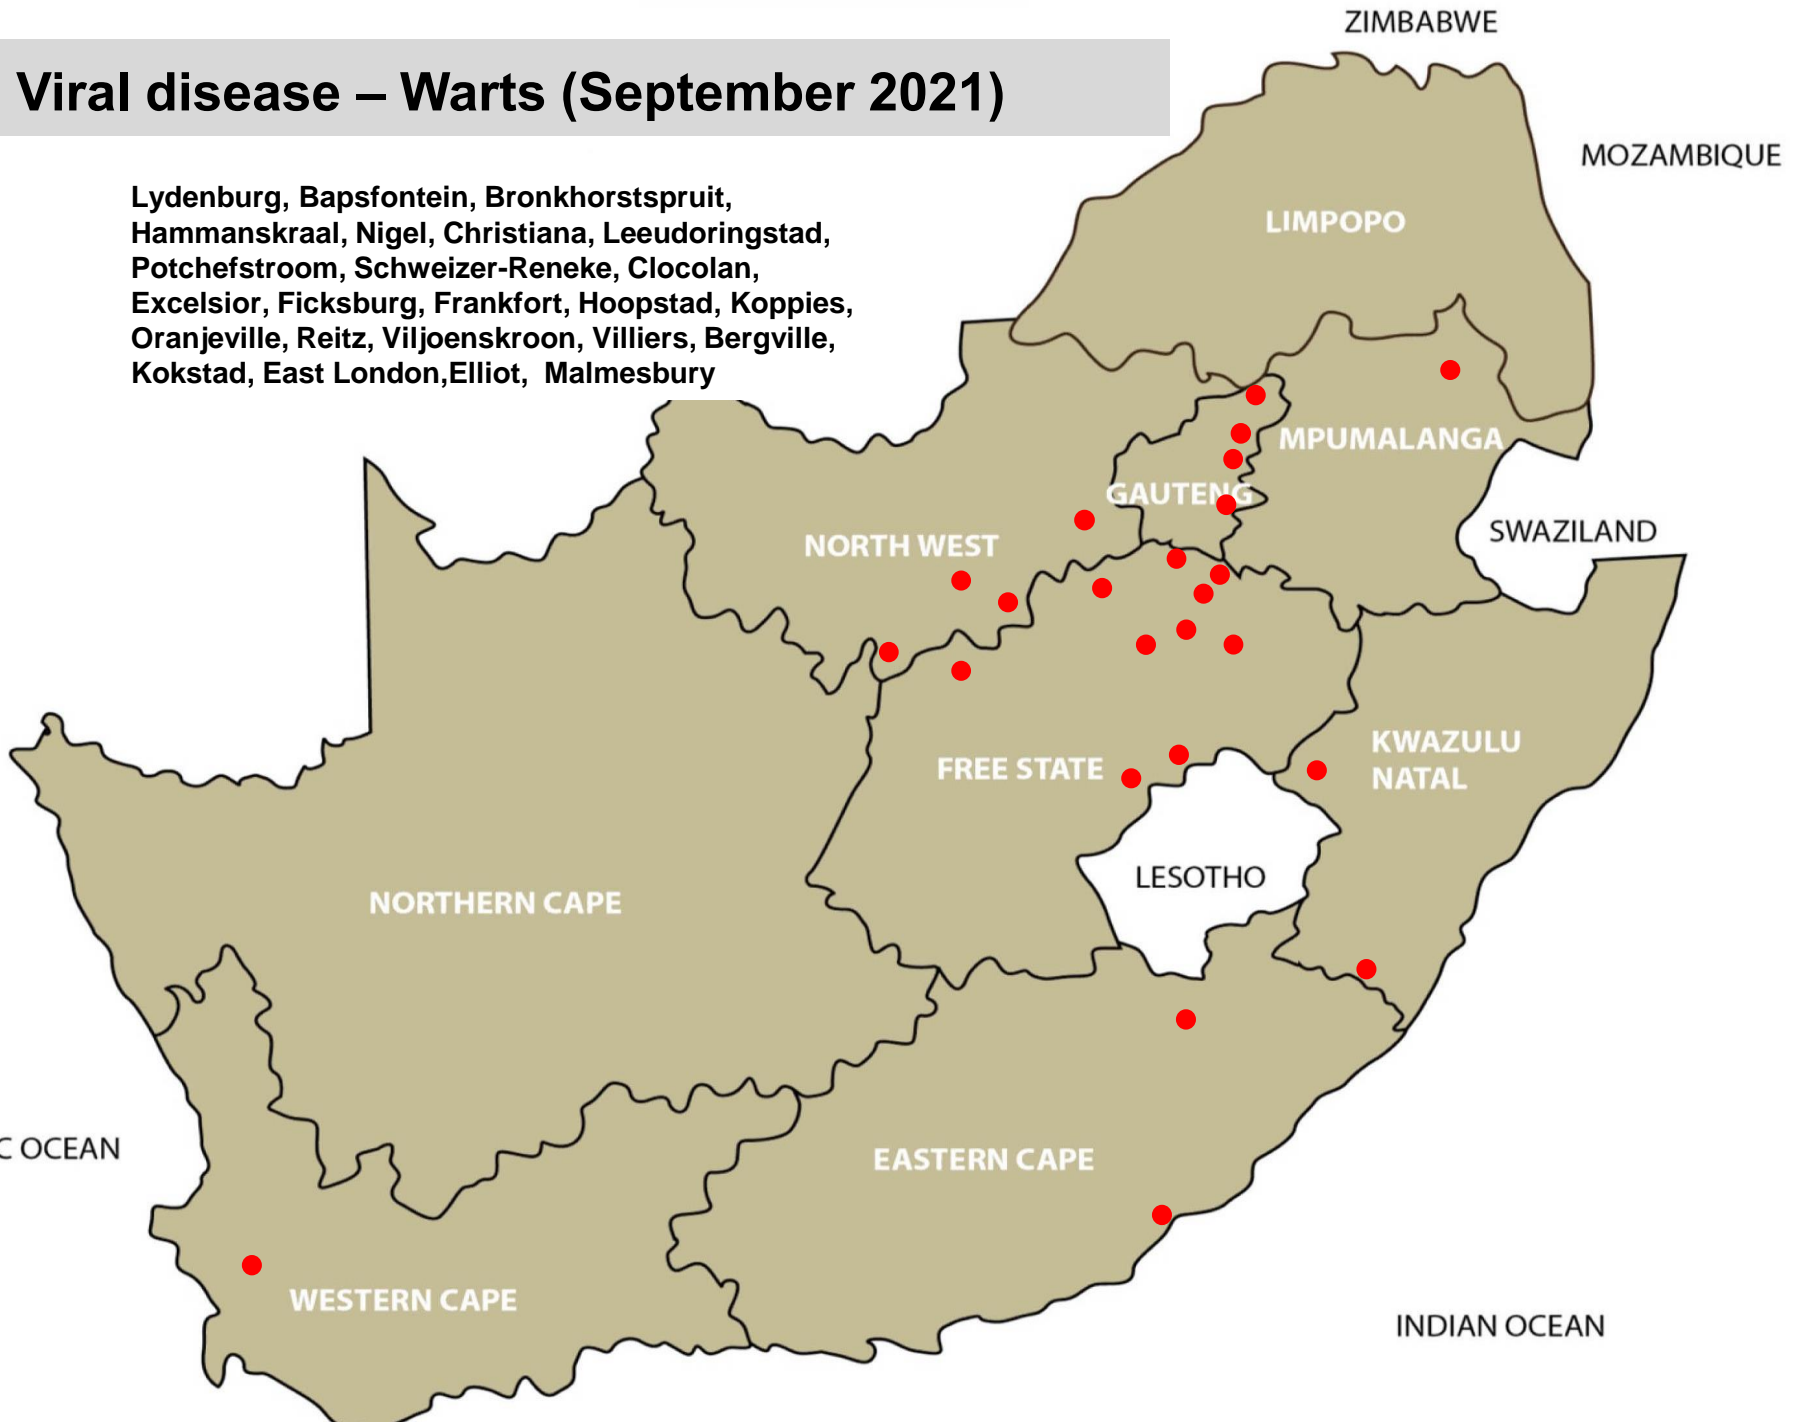 ZIMBABWE
Viral disease – Warts (September 2021)
MOZAMBIQUE
Lydenburg, Bapsfontein, Bronkhorstspruit,
Hammanskraal, Nigel, Christiana, Leeudoringstad,
Potchefstroom, Schweizer-Reneke, Clocolan,
Excelsior, Ficksburg, Frankfort, Hoopstad, Koppies,
Oranjeville, Reitz, Viljoenskroon, Villiers, Bergville,
Kokstad, East London,Elliot, Malmesbury
LIMPOPO
MPUMALANGA
GAUTENG
SWAZILAND
NORTH WEST
KWAZULU
NATAL
FREE STATE
LESOTHO
NORTHERN CAPE
C OCEAN
EASTERN CAPE
WESTERN CAPE
INDIAN OCEAN